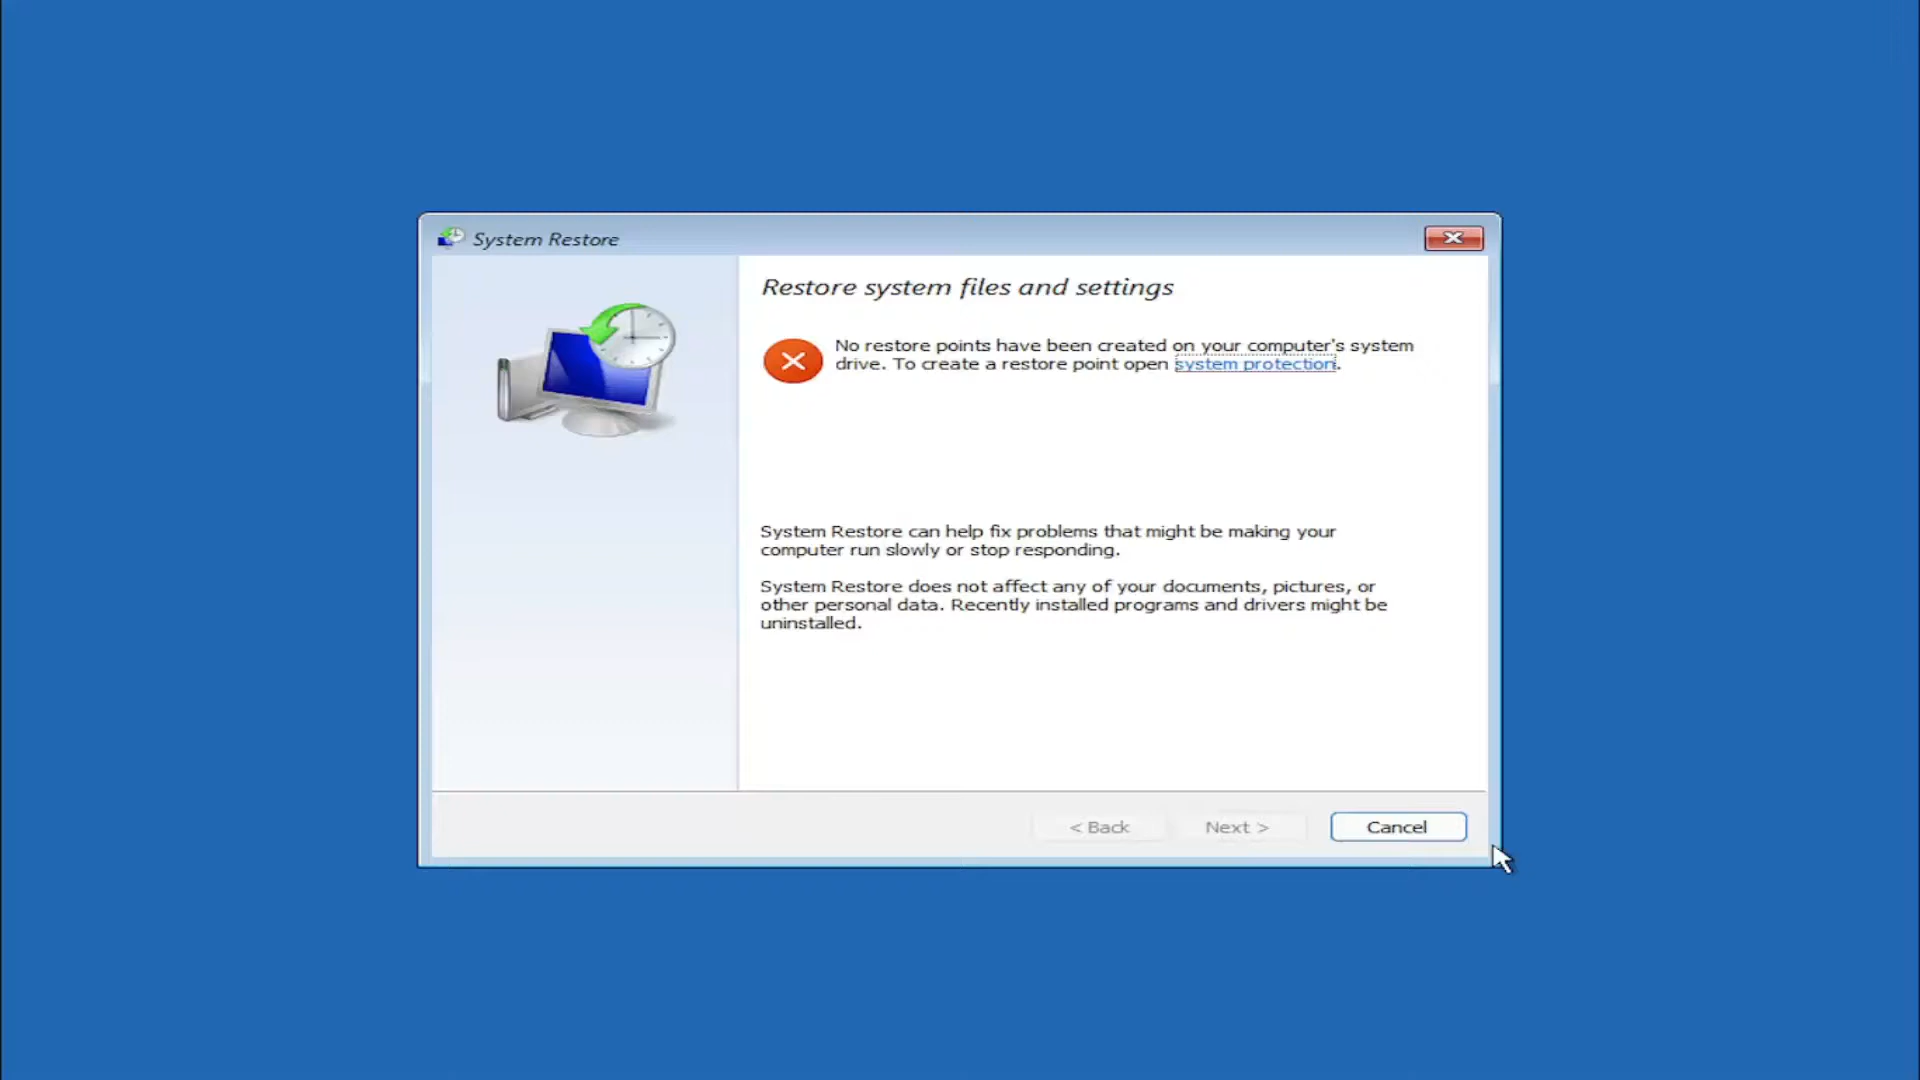 System Restore
Restore system files and settings
No restore points have been created on your computer's system
drive. To create a restore point open system protection.
System Restore can help fix problems that might be making your
computer run slowly or stop responding.
System Restore does not affect any of your documents, pictures, or
other personal data. Recently installed programs and drivers might be
uninstalled.
< Back Next > Cancel